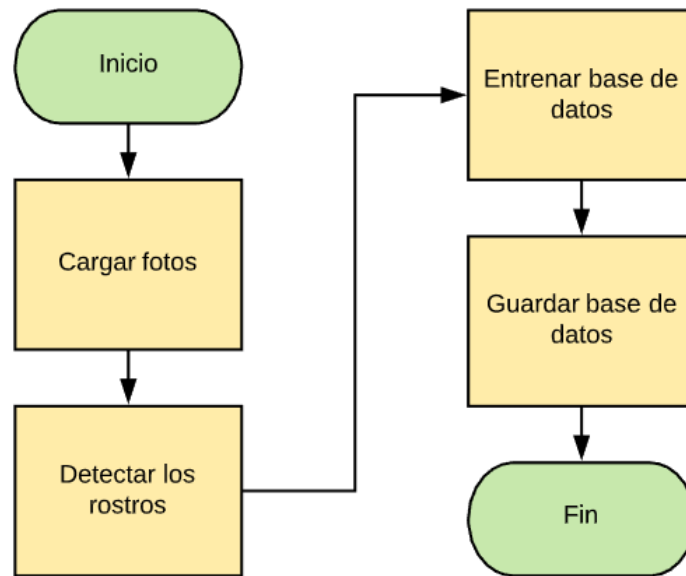 Inicio
Cargar fotos
Detectar los
rostros
Entrenar base de
datos
Guardar base de
datos
Fin